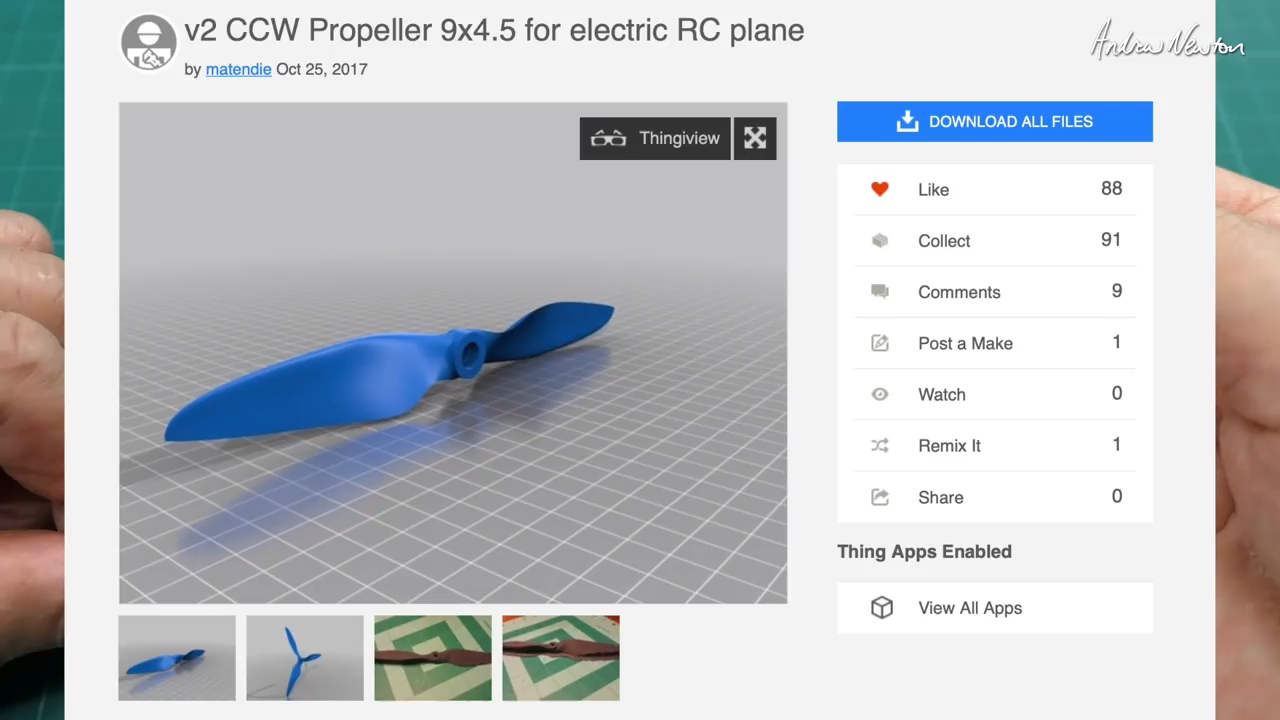 v2 CCW Propeller 9x4.5 for electric RC plane
by matendie Oct 25, 2017
Andrew Newton
Thingiview
DOWNLOAD ALL FILES
Like 88
Collect 91
Comments 9
Post a Make 1
Watch 0
Remix It 1
Share 0
Thing Apps Enabled
View All Apps